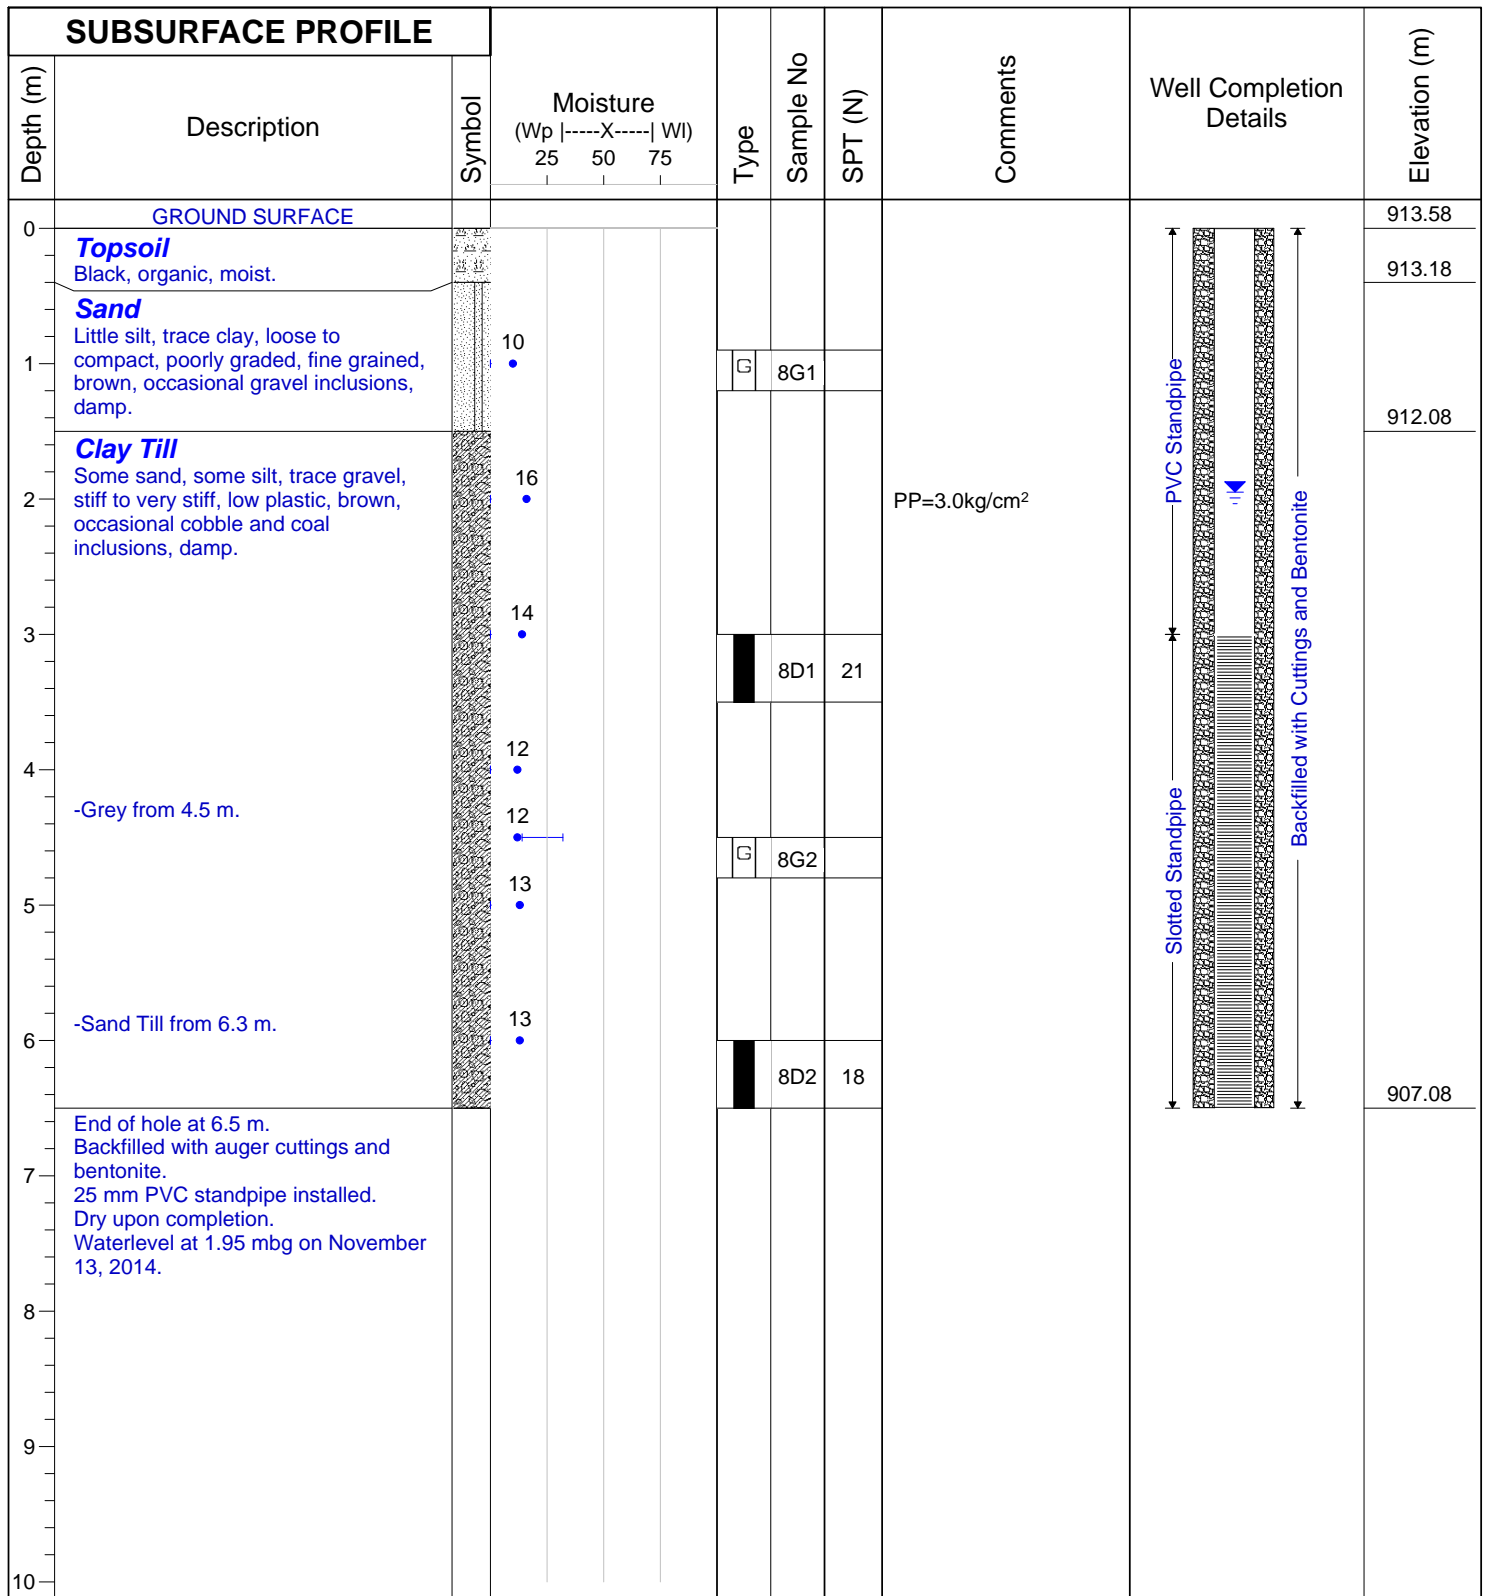 SUBSURFACE PROFILE
Depth (m)
Description
Symbol
Moisture
(Wp |-----X-----| Wl)
25 50 75
Type
Sample No
SPT (N)
Comments
Well Completion
Details
Elevation (m)
GROUND SURFACE
913.58
0
Topsoil
Black, organic, moist.
913.18
Sand
Little silt, trace clay, loose to
compact, poorly graded, fine grained,
brown, occasional gravel inclusions,
damp.
10
1
G
8G1
912.08
Clay Till
Some sand, some silt, trace gravel,
stiff to very stiff, low plastic, brown,
occasional cobble and coal
inclusions, damp.
16
2
PP=3.0kg/cm²
PVC Standpipe
Backfilled with Cuttings and Bentonite
14
3
8D1
21
12
4
-Grey from 4.5 m.
12
G
8G2
Slotted Standpipe
13
5
-Sand Till from 6.3 m.
13
6
8D2
18
907.08
End of hole at 6.5 m.
Backfilled with auger cuttings and
bentonite.
25 mm PVC standpipe installed.
Dry upon completion.
Waterlevel at 1.95 mbg on November
13, 2014.
7
8
9
10